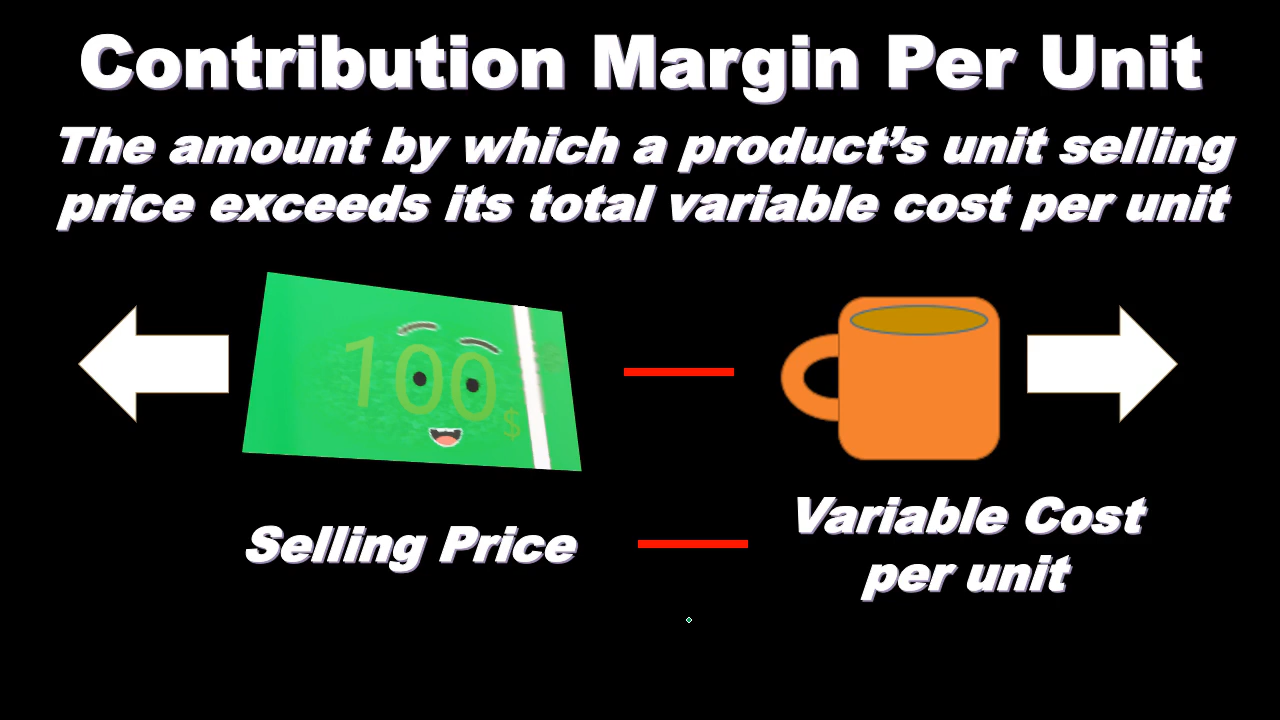 Contribution Margin Per Unit
The amount by which a product’s unit selling
price exceeds its total variable cost per unit
100
$
Selling Price
Variable Cost
per unit